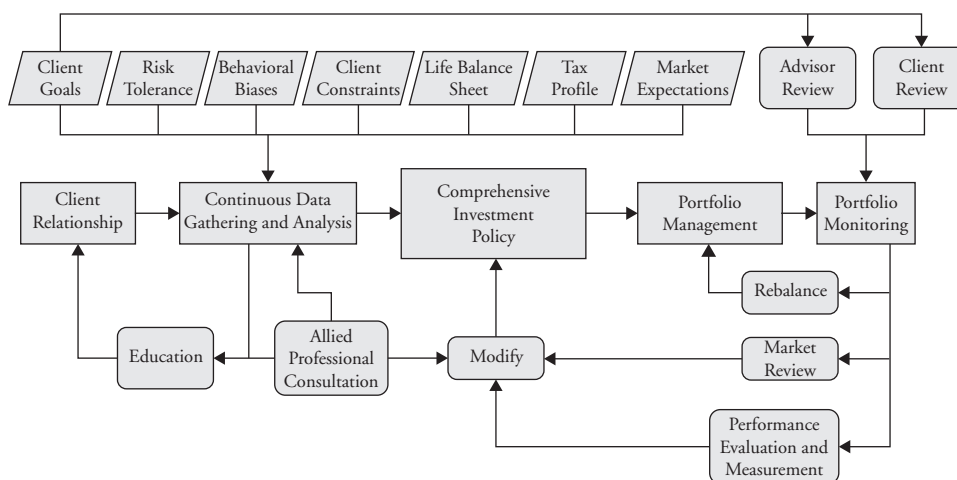 Client
Goals
Risk
Tolerance
Behavioral
Biases
Client
Constraints
Life Balance
Sheet
Tax
Profile
Market
Expectations
Advisor
Review
Client
Review
Client
Relationship
Continuous Data
Gathering and Analysis
Comprehensive
Investment
Policy
Portfolio
Management
Portfolio
Monitoring
Rebalance
Education
Allied
Professional
Consultation
Modify
Market
Review
Performance
Evaluation and
Measurement